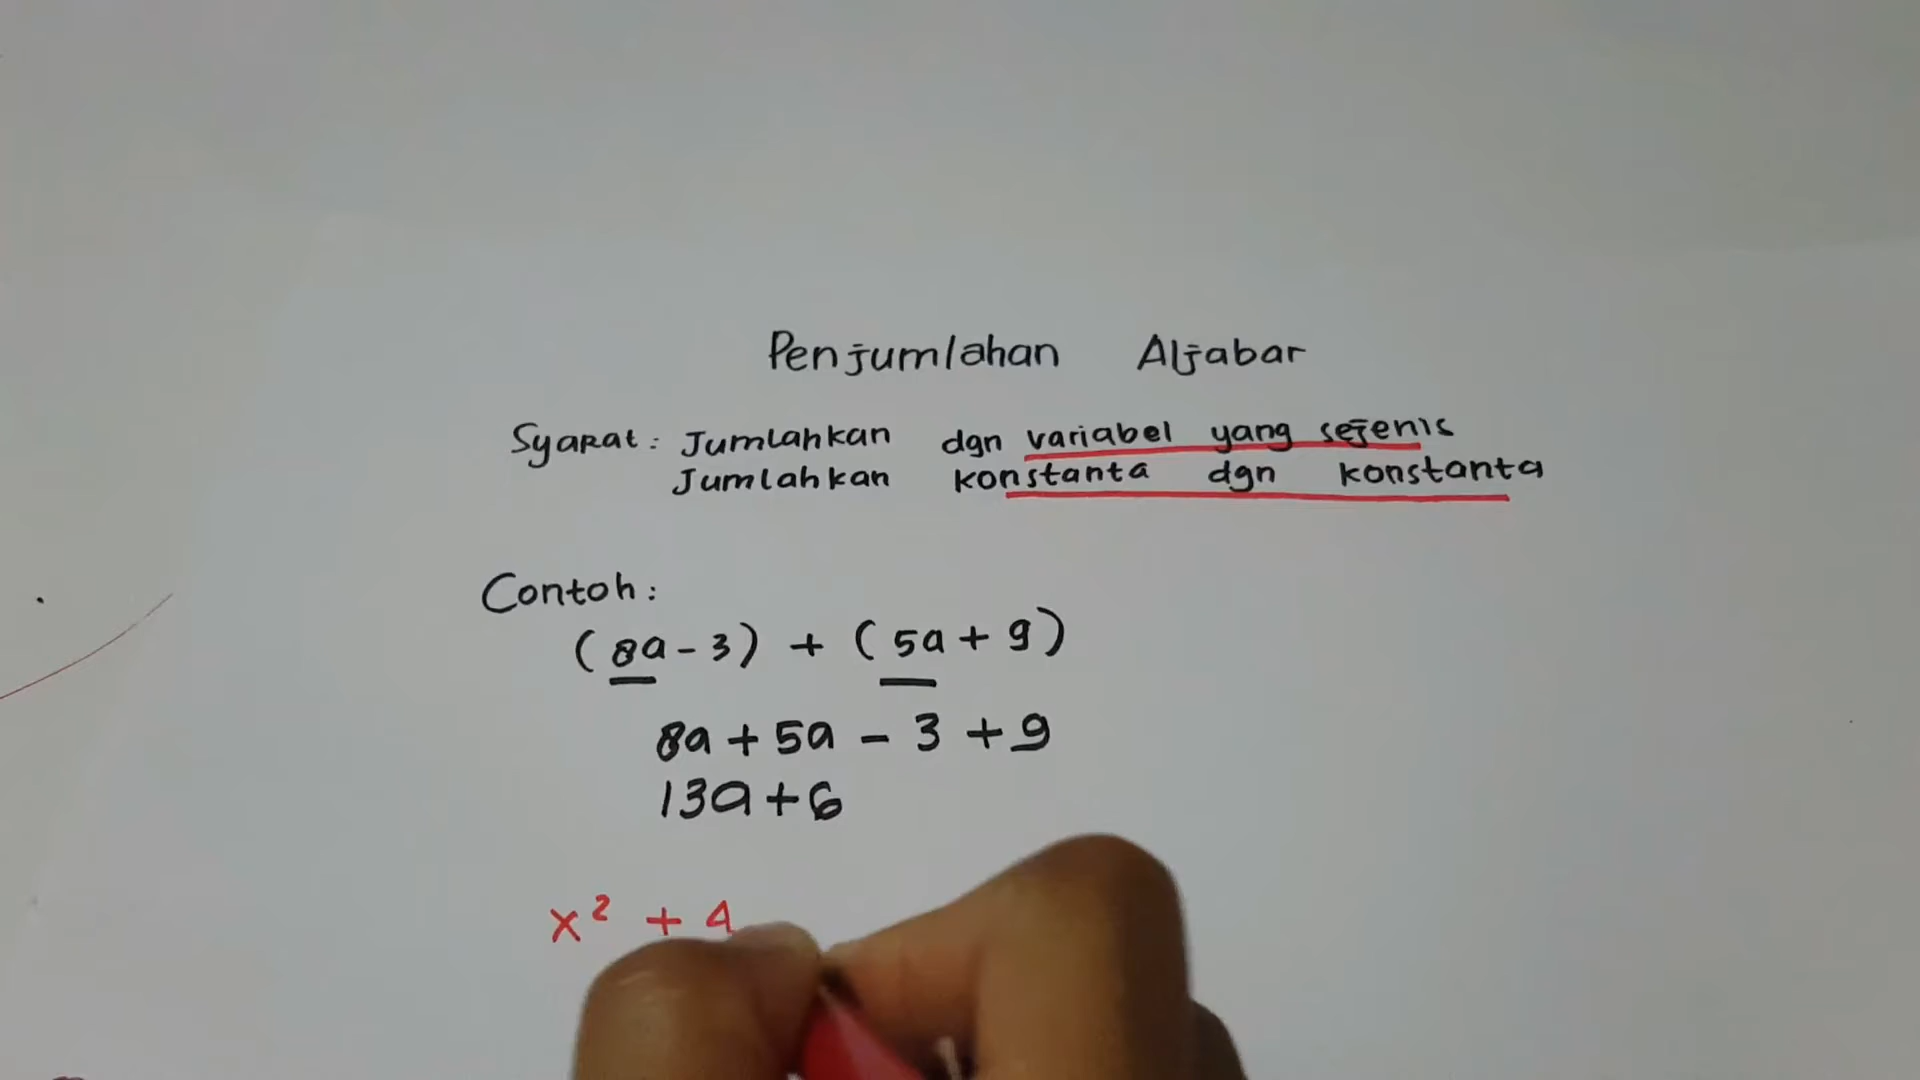 Penjumlahan Aljabar
Syarat: Jumlahkan dgn variabel yang sejenis
Jumlahkan konstanta dgn konstanta
Contoh:
(8a - 3) + (5a + 9)
8a + 5a - 3 + 9
13a + 6
x² + 4